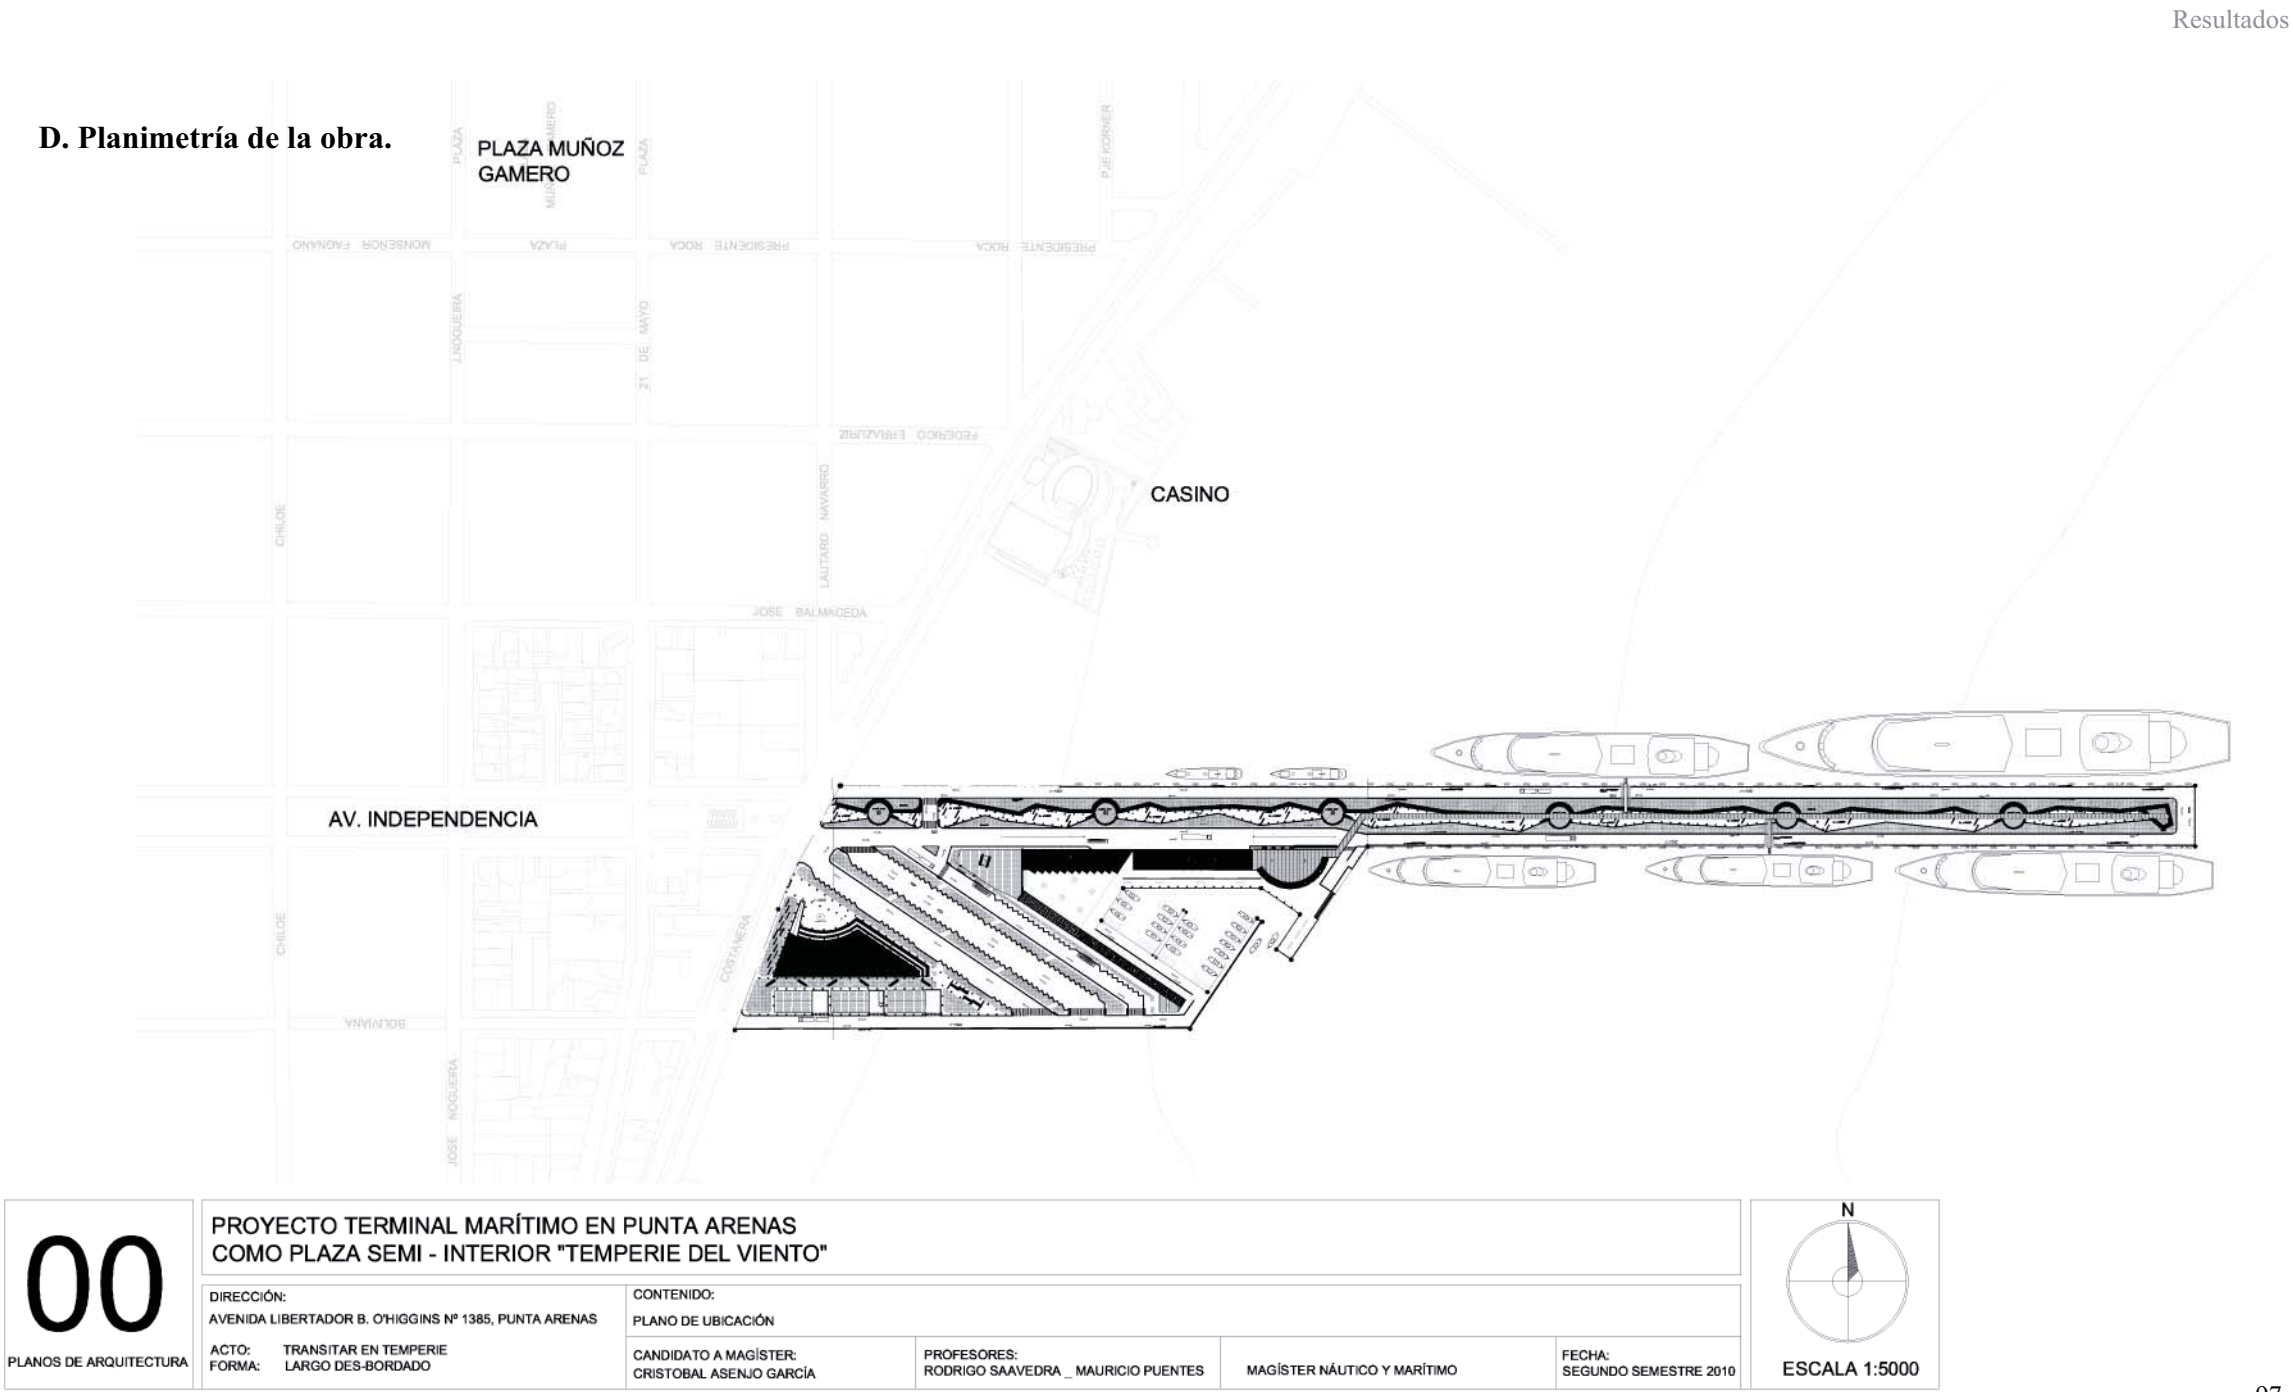 Resultados
D. Planimetría de la obra.
PLAZA
PLAZA MUÑOZ
GAMERO
PLAZA
PJE KORNER
MONSEÑOR FAGNANO
PLAZA
PRESIDENTE ROCA
PRESIDENTE ROCA
J.NOGUEIRA
21 DE MAYO
FEDERICO ERRAZURIZ
CHILOE
LAUTARO NAVARRO
CASINO
JOSE BALMACEDA
AV. INDEPENDENCIA
CHILOE
COSTANERA
BOLIVIANA
JOSE NOGUEIRA
00
PLANOS DE ARQUITECTURA
PROYECTO TERMINAL MARÍTIMO EN PUNTA ARENAS
COMO PLAZA SEMI - INTERIOR "TEMPERIE DEL VIENTO"
DIRECCIÓN:
AVENIDA LIBERTADOR B. O'HIGGINS Nº 1385, PUNTA ARENAS
ACTO: TRANSITAR EN TEMPERIE
FORMA: LARGO DES-BORDADO
CONTENIDO:
PLANO DE UBICACIÓN
CANDIDATO A MAGÍSTER:
CRISTOBAL ASENJO GARCÍA
PROFESORES:
RODRIGO SAAVEDRA _ MAURICIO PUENTES
MAGÍSTER NÁUTICO Y MARÍTIMO
FECHA:
SEGUNDO SEMESTRE 2010
N
ESCALA 1:5000